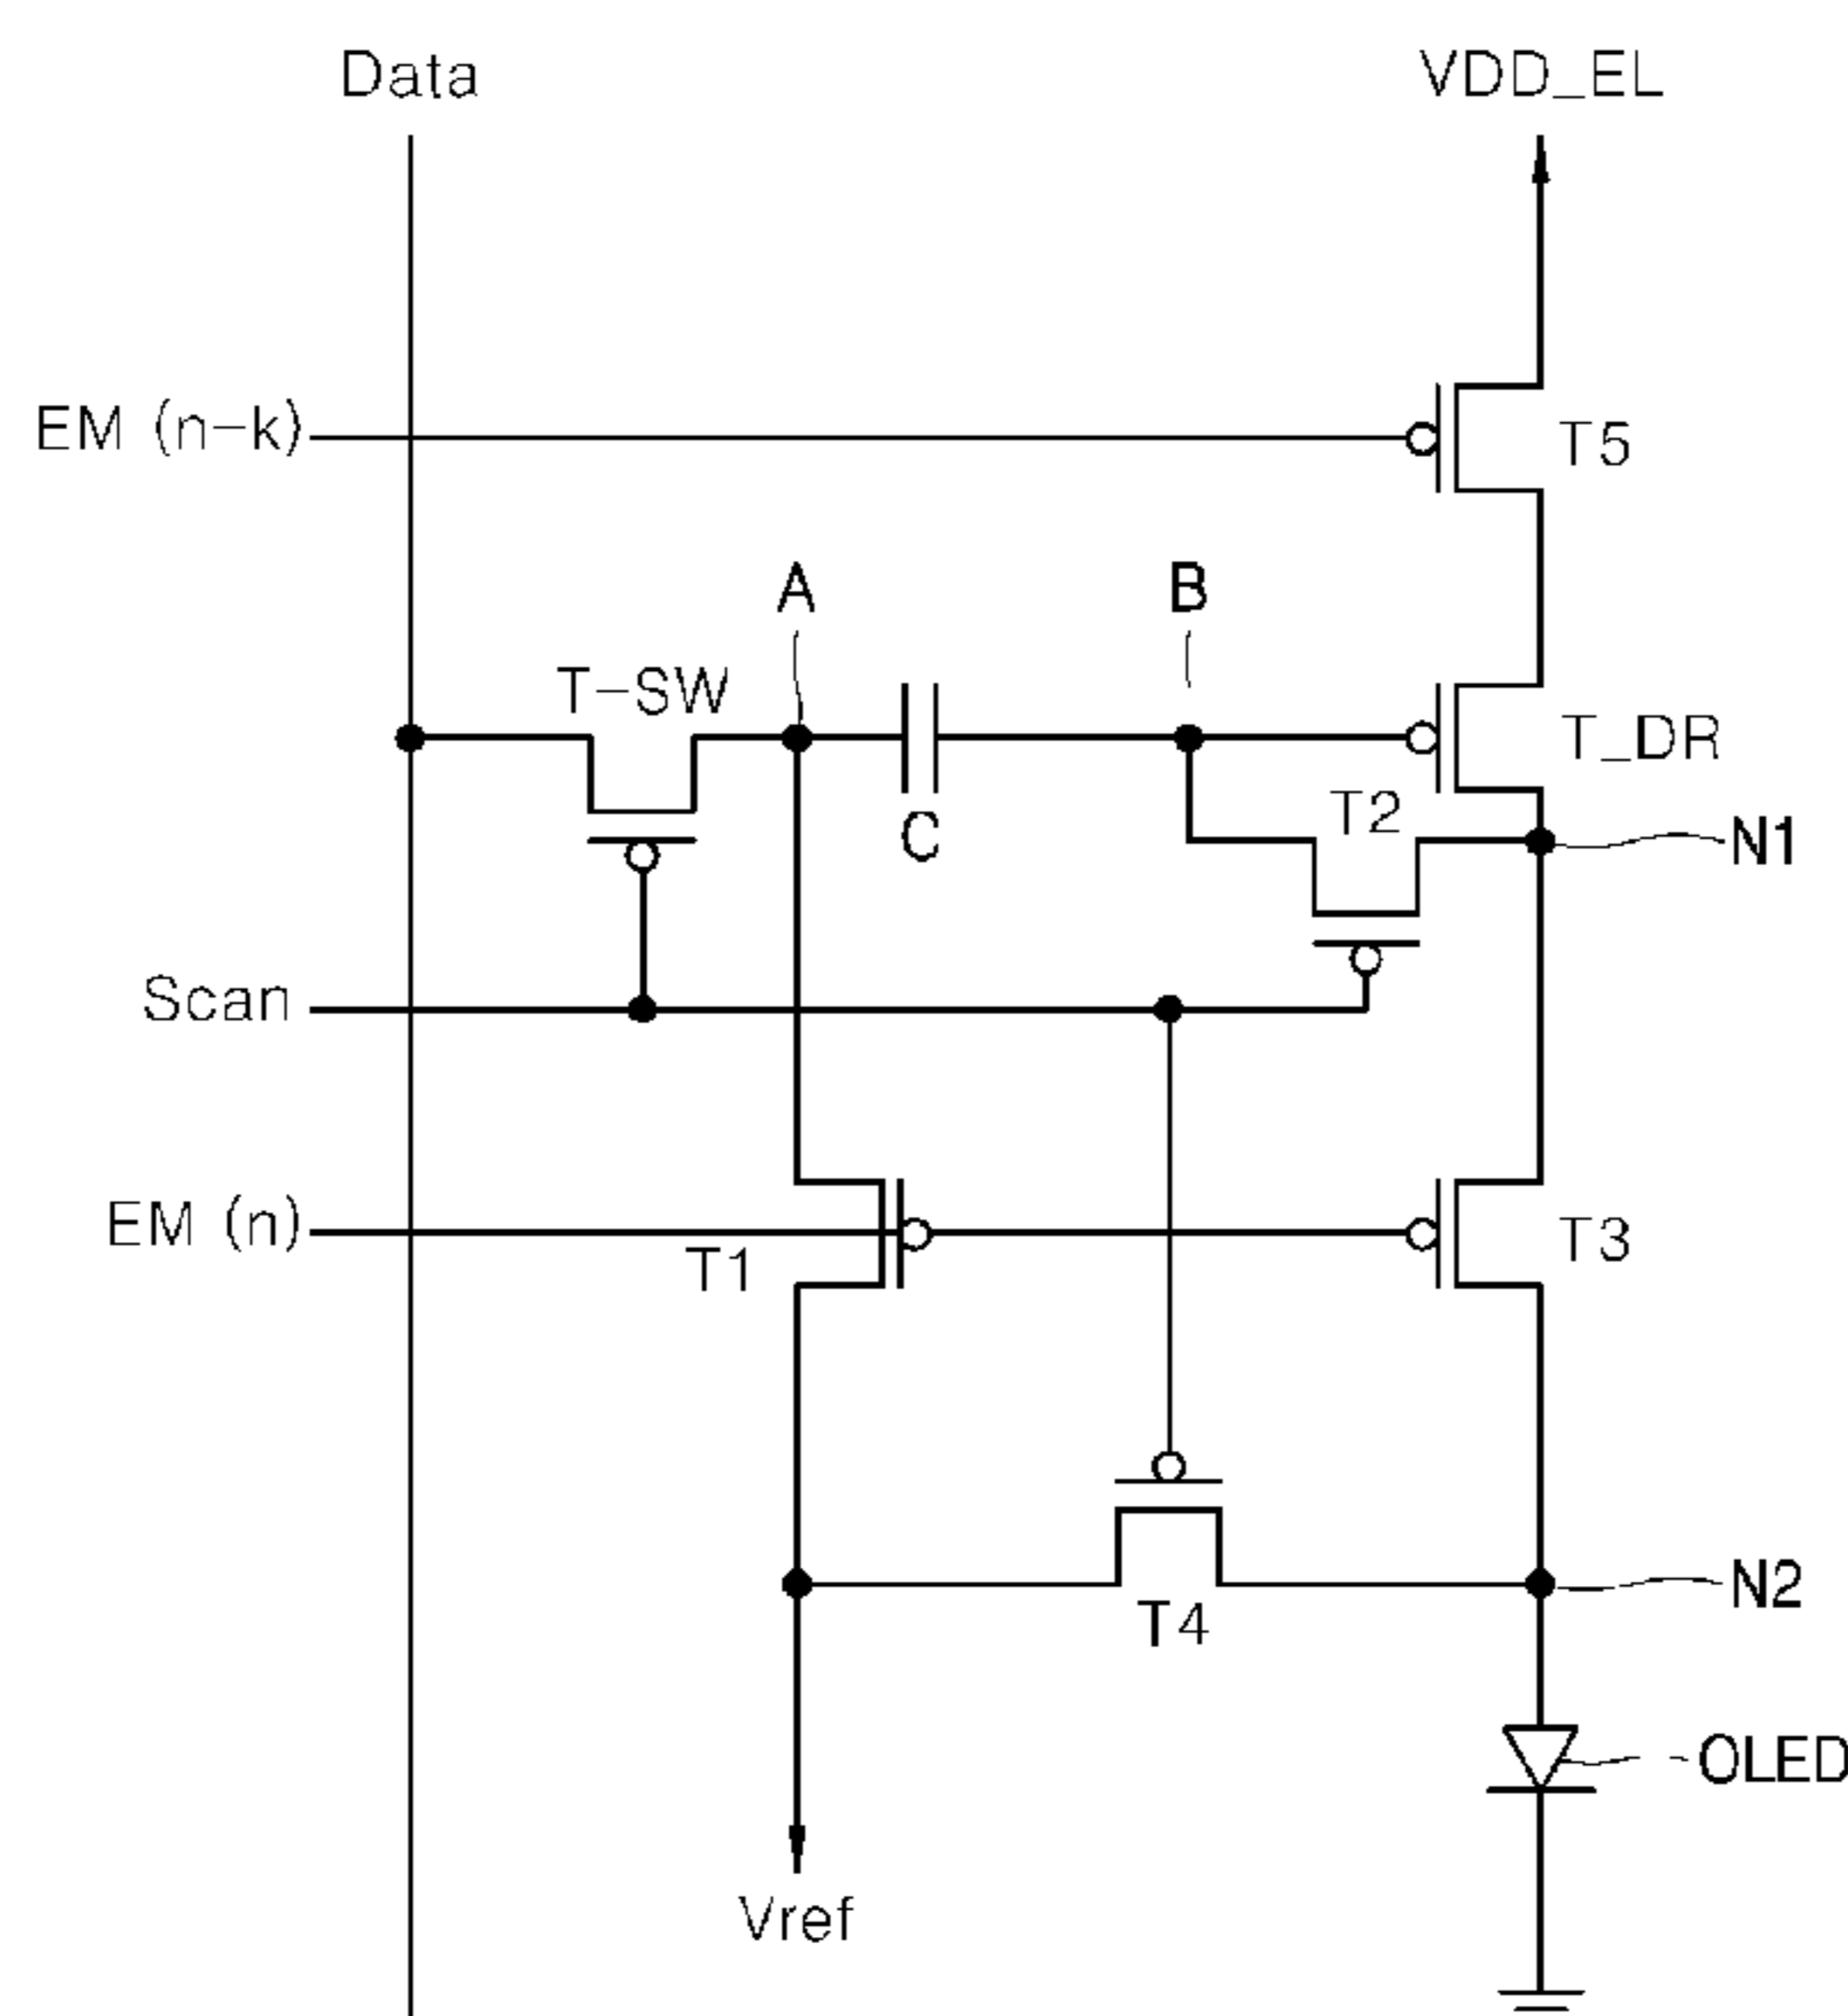 Data
VDD_EL
EM (n-k)
T5
A
B
T-SW
T_DR
C
T2
N1
Scan
EM (n)
T1
T3
T4
N2
OLED
Vref